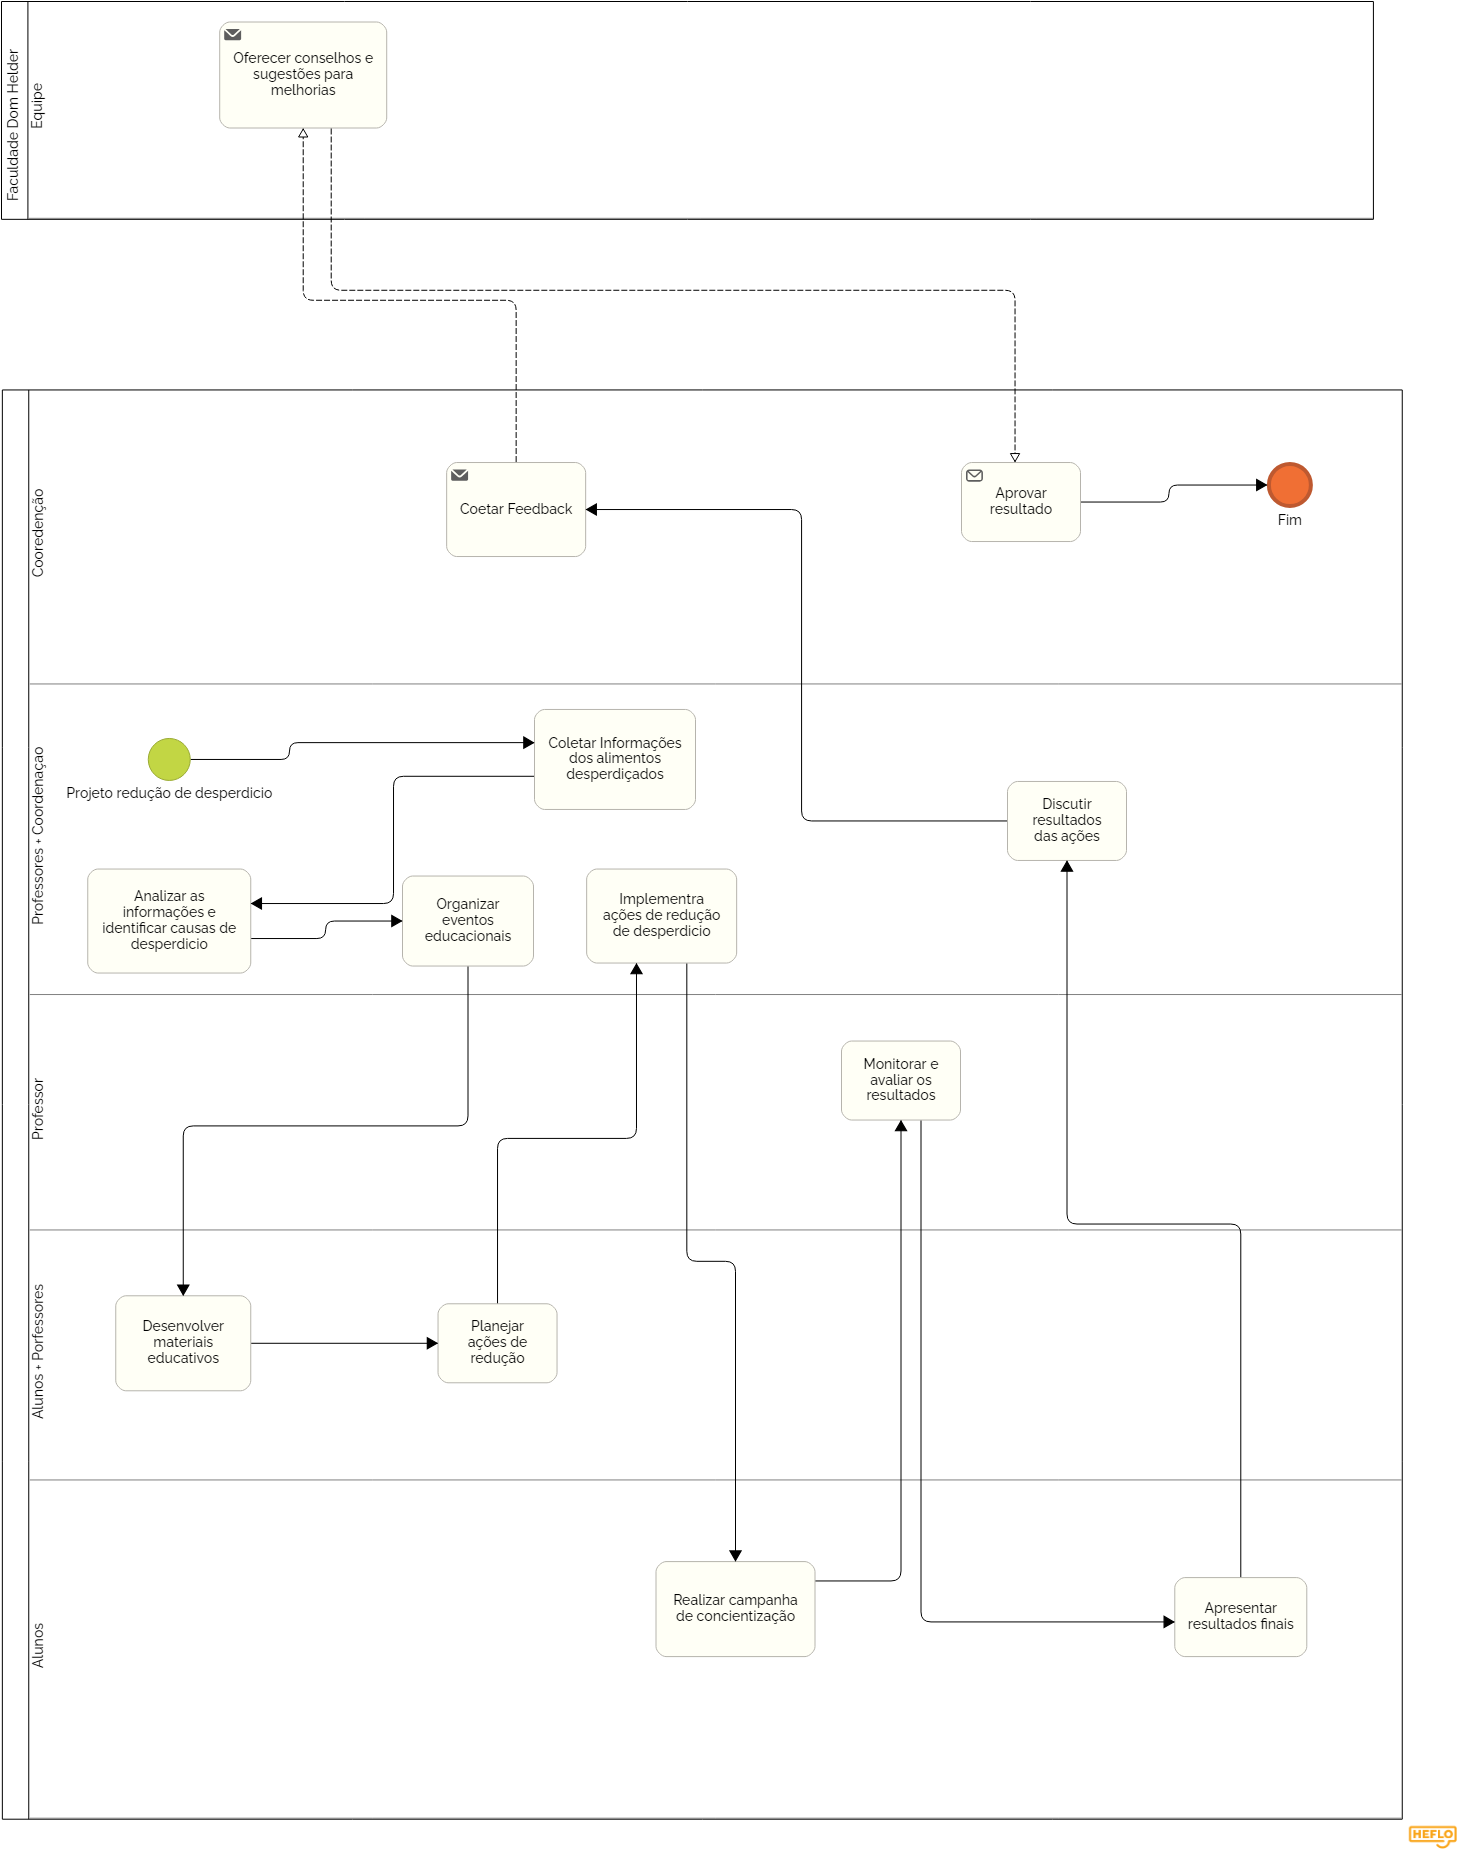 Faculdade Dom Helder
Equipe
Oferecer conselhos e
sugestões para
melhorias
Cooredenção
Coetar Feedback
Aprovar
resultado
Fim
Professores + Coordenaçao
Projeto redução de desperdicio
Coletar Informações
dos alimentos
desperdiçados
Discutir
resultados
das ações
Analizar as
informações e
identificar causas de
desperdicio
Organizar
eventos
educacionais
Implementra
ações de redução
de desperdicio
Professor
Monitorar e
avaliar os
resultados
Alunos + Porfessores
Desenvolver
materiais
educativos
Planejar
ações de
redução
Alunos
Realizar campanha
de concientização
Apresentar
resultados finais
HEFLO